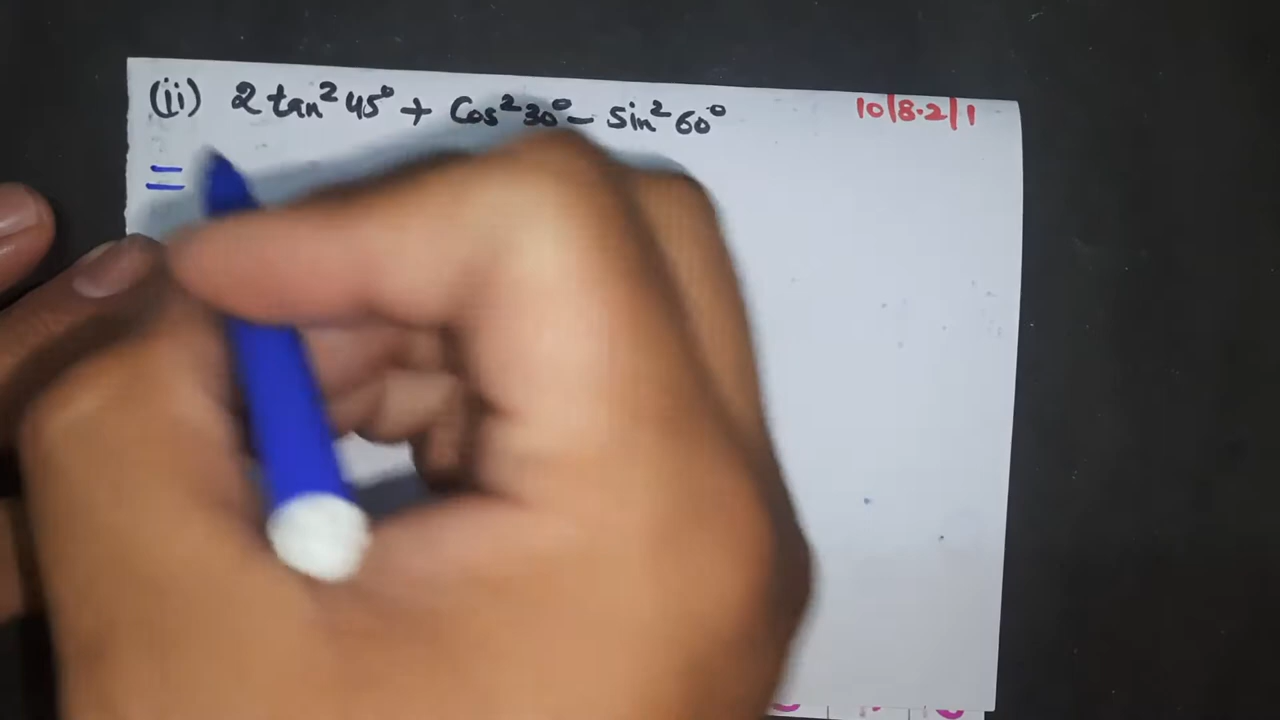 (ii) 2 tan² 45° + Cos² 30° - Sin² 60° 10/8.2/1
=